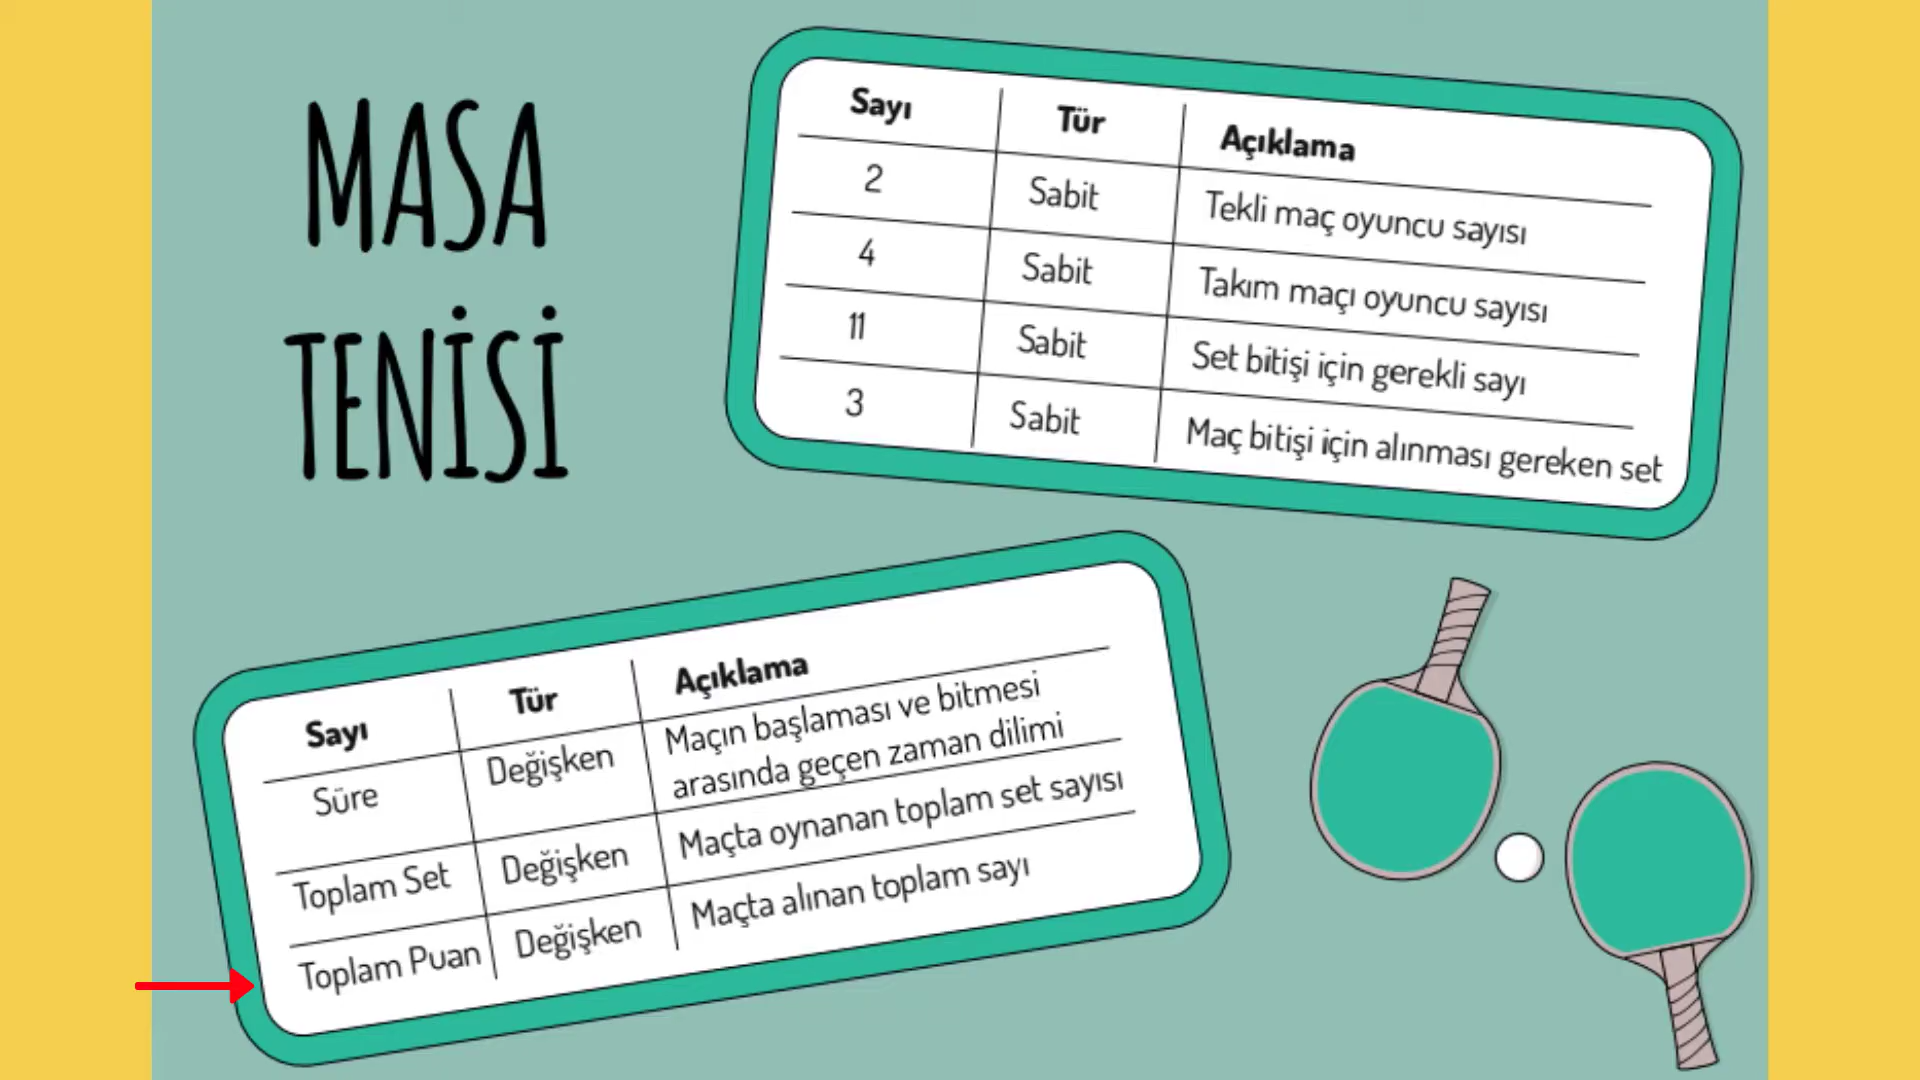 MASA
TENİSİ
Sayı Tür Açıklama
2 Sabit Tekli maç oyuncu sayısı
4 Sabit Takım maçı oyuncu sayısı
11 Sabit Set bitişi için gerekli sayı
3 Sabit Maç bitişi için alınması gereken set
Sayı Tür Açıklama
Süre Değişken Maçın başlaması ve bitmesi
arasında geçen zaman dilimi
Toplam Set Değişken Maçta oynanan toplam set sayısı
Toplam Puan Değişken Maçta alınan toplam sayı